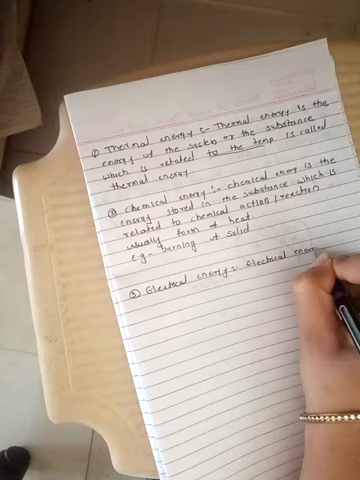 ① Thermal energy :- Thermal energy is the
energy of the or the substance
which is related to the temp is called
thermal energy.
② Chemical energy :- chemical ener is the
energy stored in the substance which is
related to chemical action / reaction
usually form of heat.
e.g - Burning of solid
③ Electrical energy :- Electrical ener